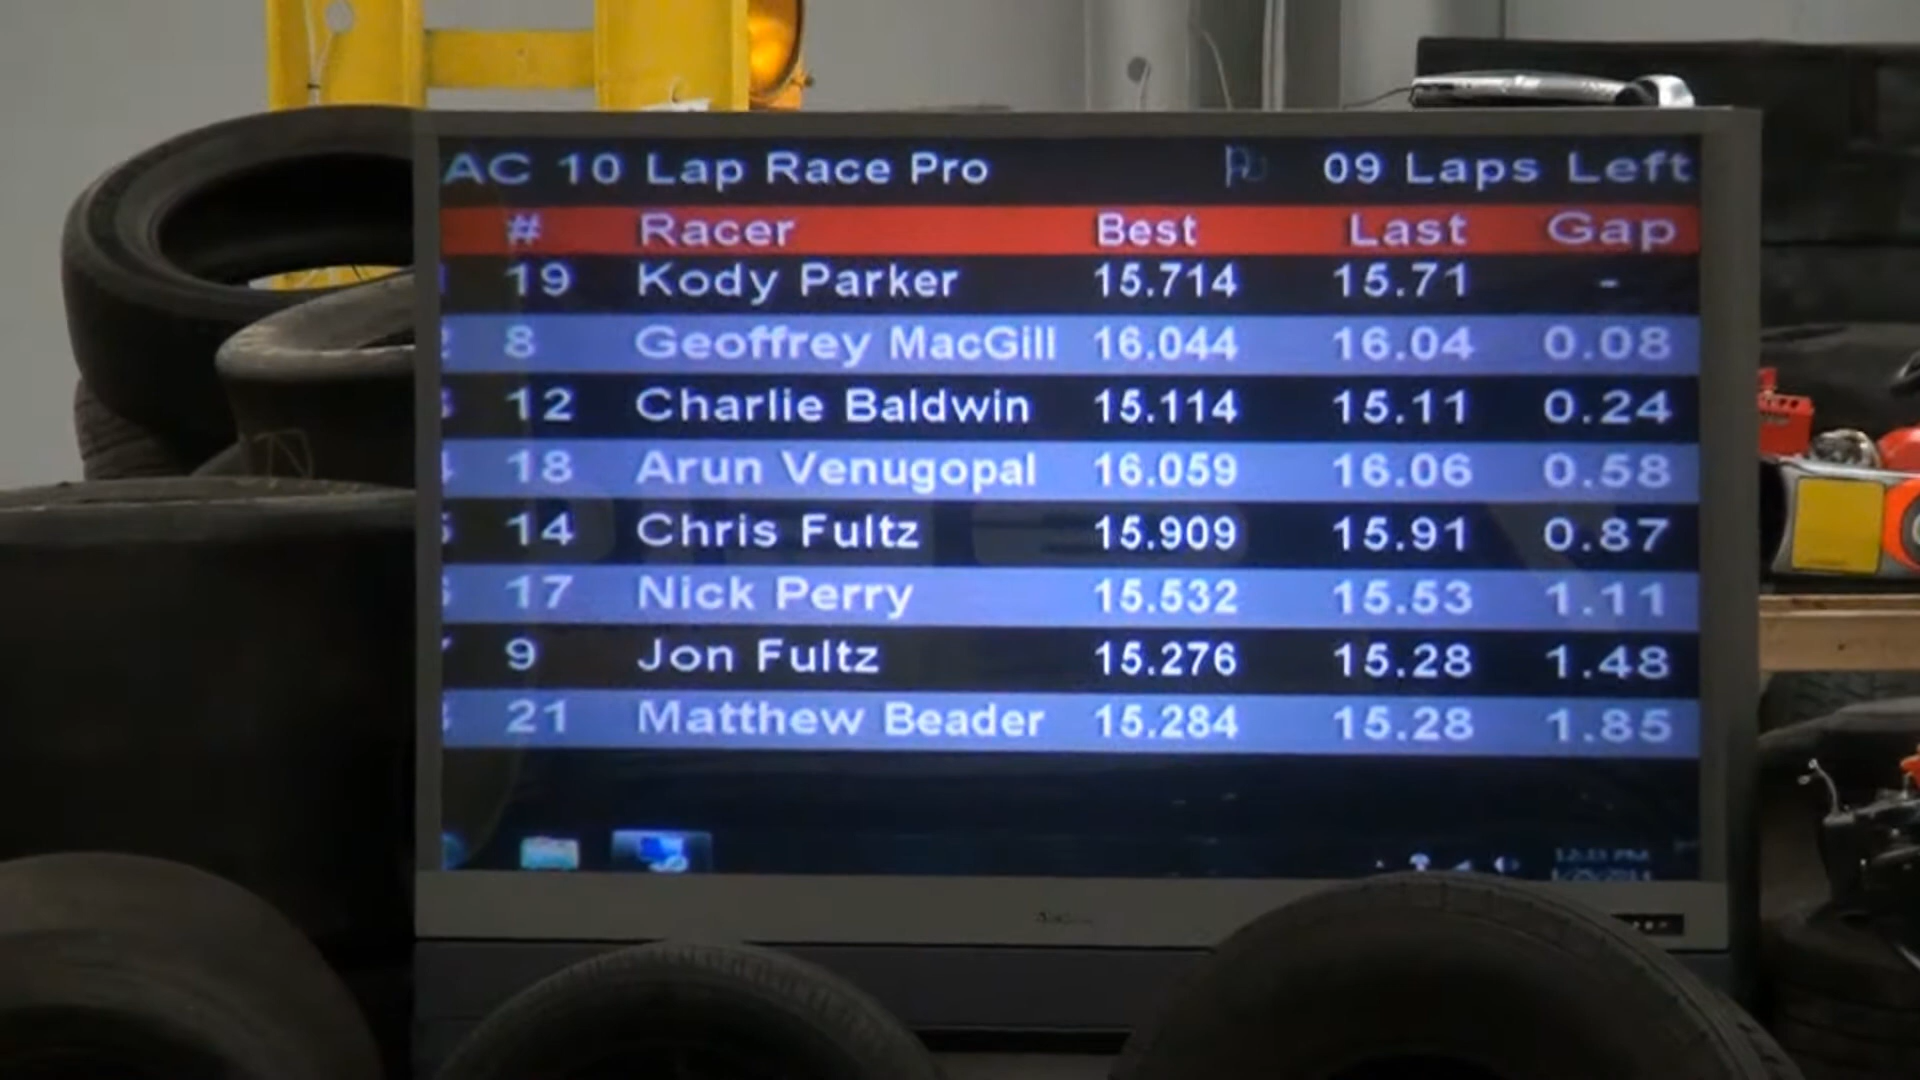 AC 10 Lap Race Pro 09 Laps Left
# Racer Best Last Gap
19 Kody Parker 15.714 15.71 -
8 Geoffrey MacGill 16.044 16.04 0.08
12 Charlie Baldwin 15.114 15.11 0.24
18 Arun Venugopal 16.059 16.06 0.58
14 Chris Fultz 15.909 15.91 0.87
17 Nick Perry 15.532 15.53 1.11
9 Jon Fultz 15.276 15.28 1.48
21 Matthew Beader 15.284 15.28 1.85